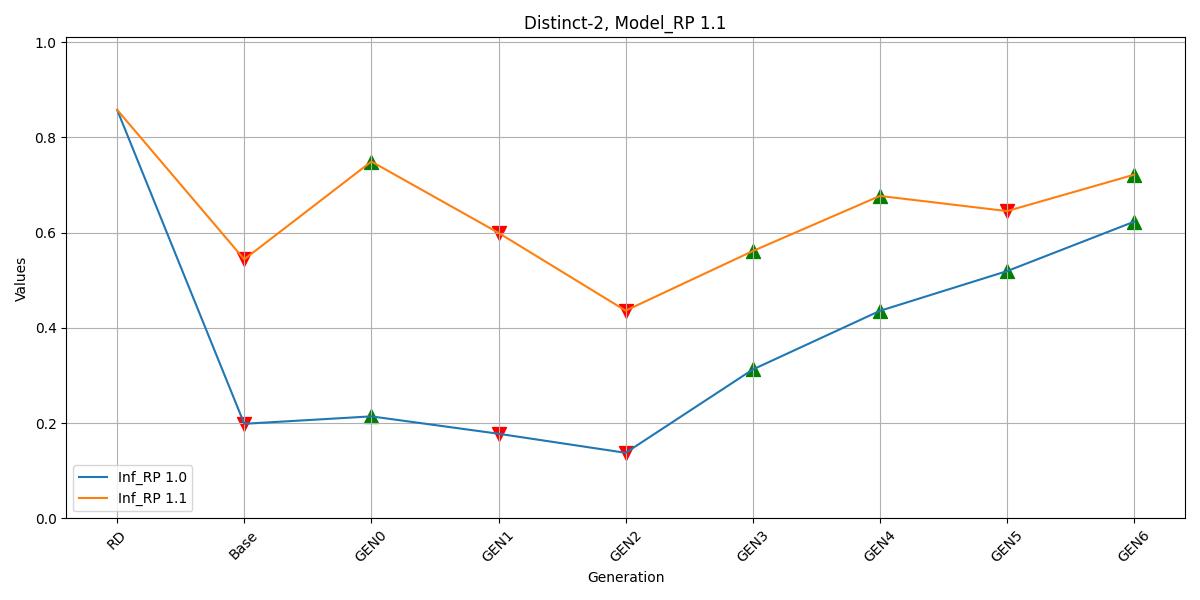 Distinct-2, Model_RP 1.1
Values
1.0
0.8
0.6
0.4
0.2
0.0
Inf_RP 1.0
Inf_RP 1.1
RD
Base
GEN0
GEN1
GEN2
GEN3
GEN4
GEN5
GEN6
Generation